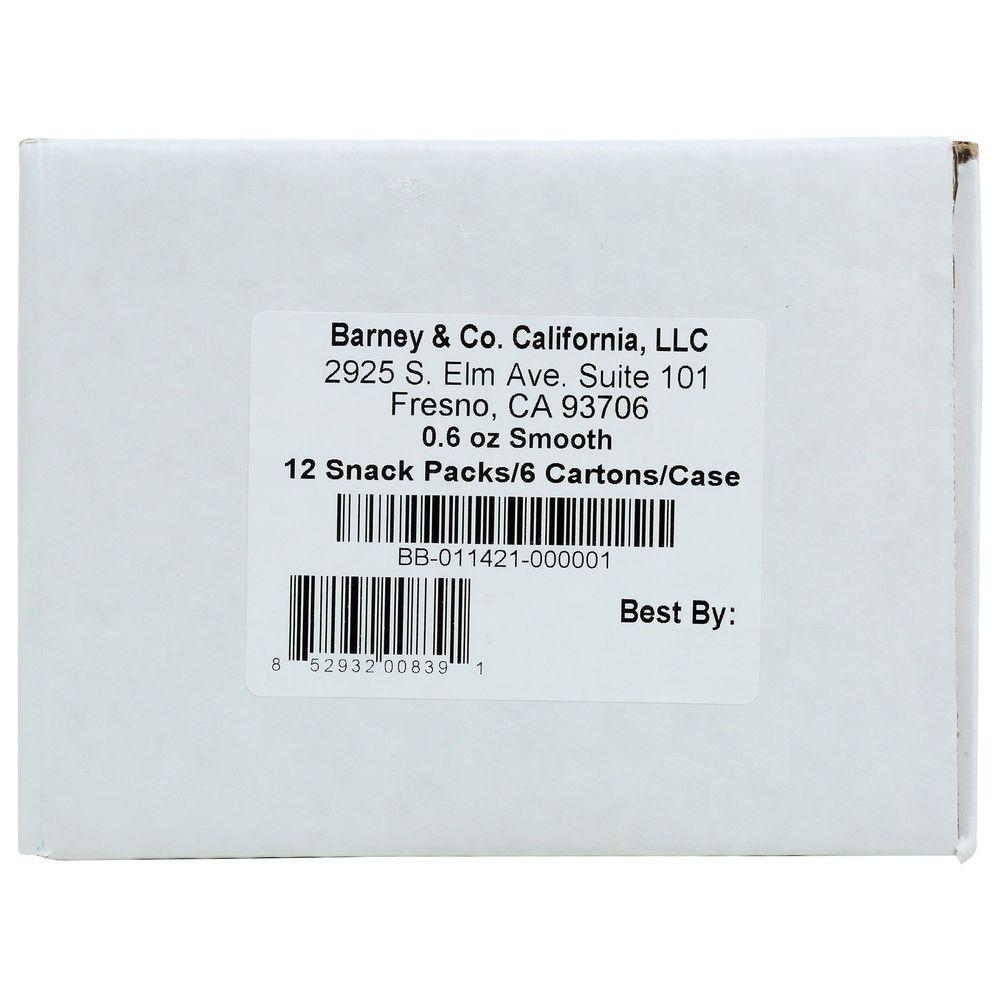 Barney & Co. California, LLC
2925 S. Elm Ave. Suite 101
Fresno, CA 93706
0.6 oz Smooth
12 Snack Packs/6 Cartons/Case
BB-011421-000001
Best By:
8 52932 00839 1